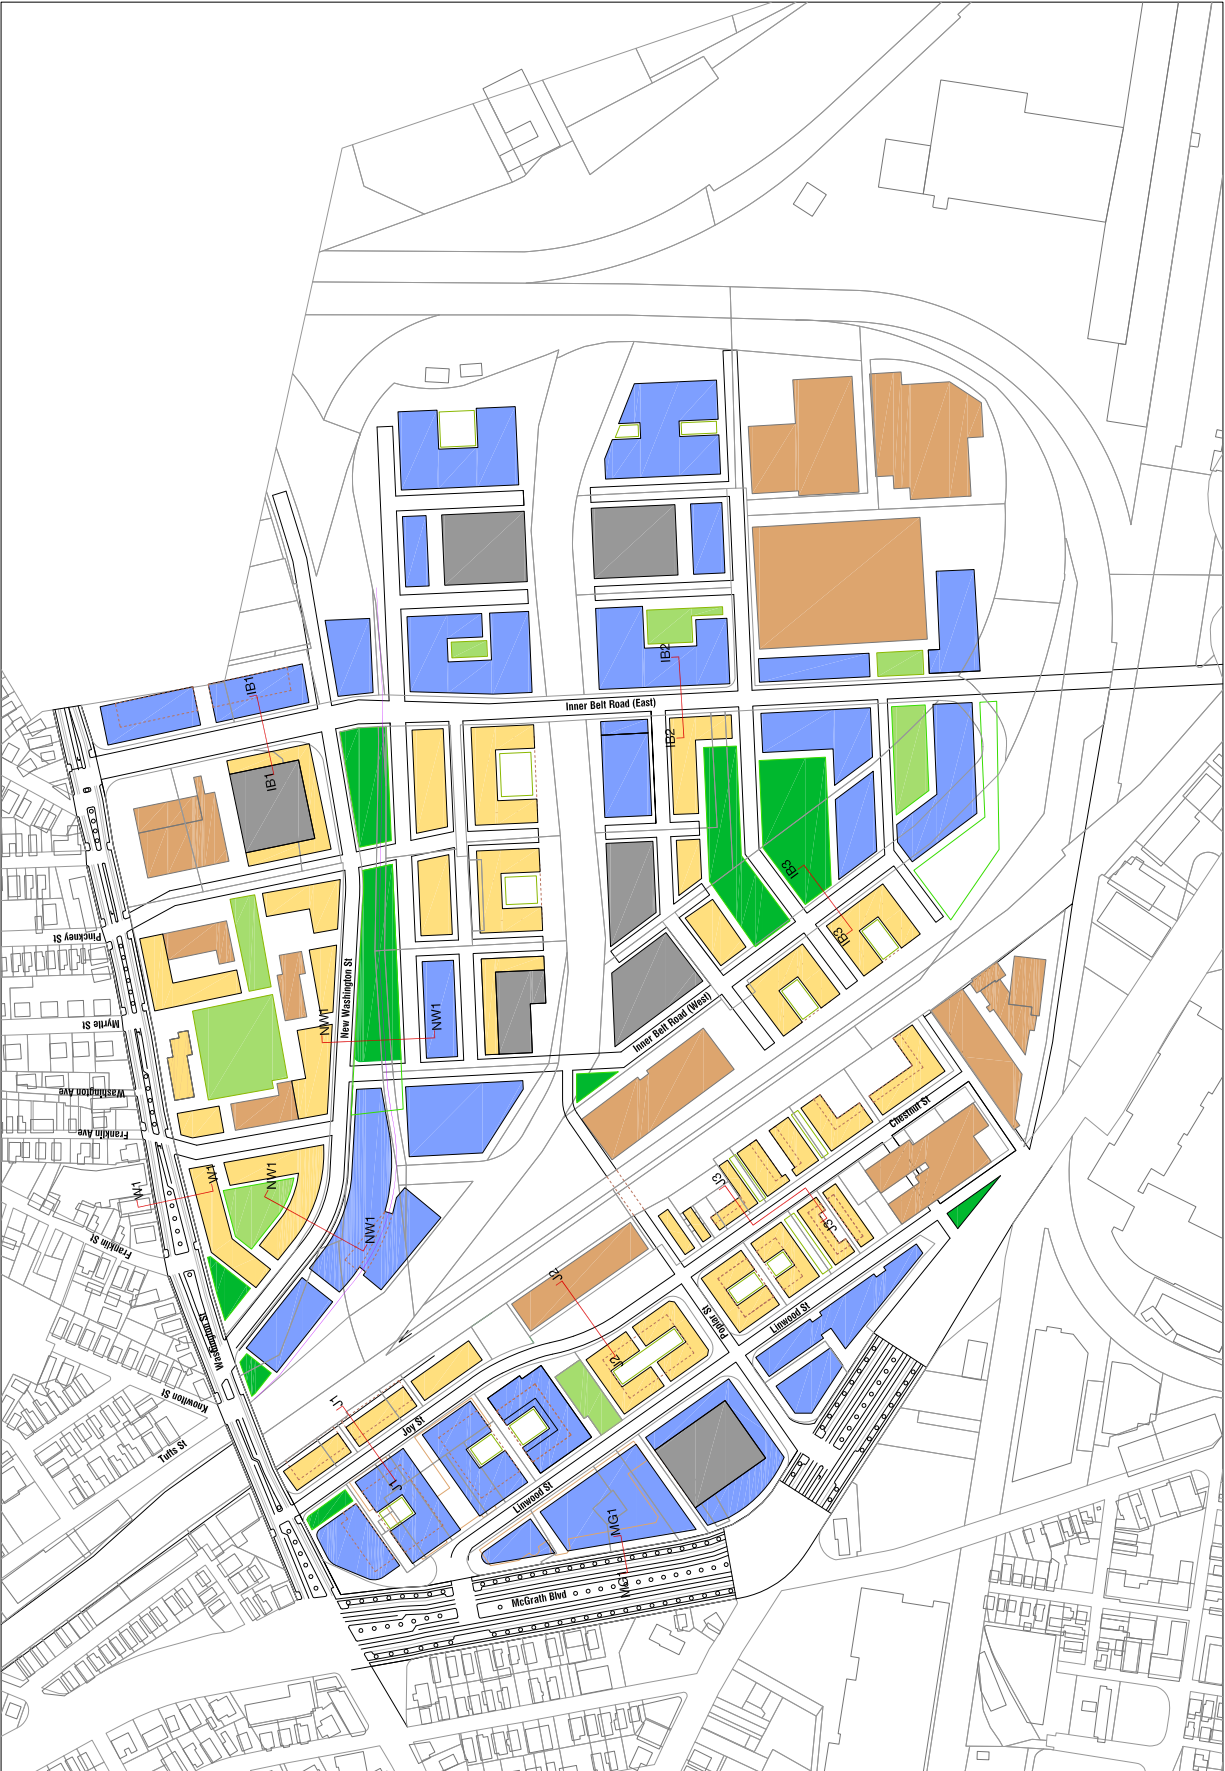 IB2
IB1
Inner Belt Road (East)
IB2
IB1
IB3
IB3
Pinckney St
New Washington St
Inner Belt Road (West)
NW1
NW1
Myrtle St
Washington Ave
Chestnut St
Franklin Ave
W1
W1
NW1
J3
J3
NW1
Franklin St
J2
Poplar St
Linwood St
Washington St
J2
Knowlton St
J1
Joy St
Tufts St
J1
Linwood St
MG1
MG1
McGrath Blvd